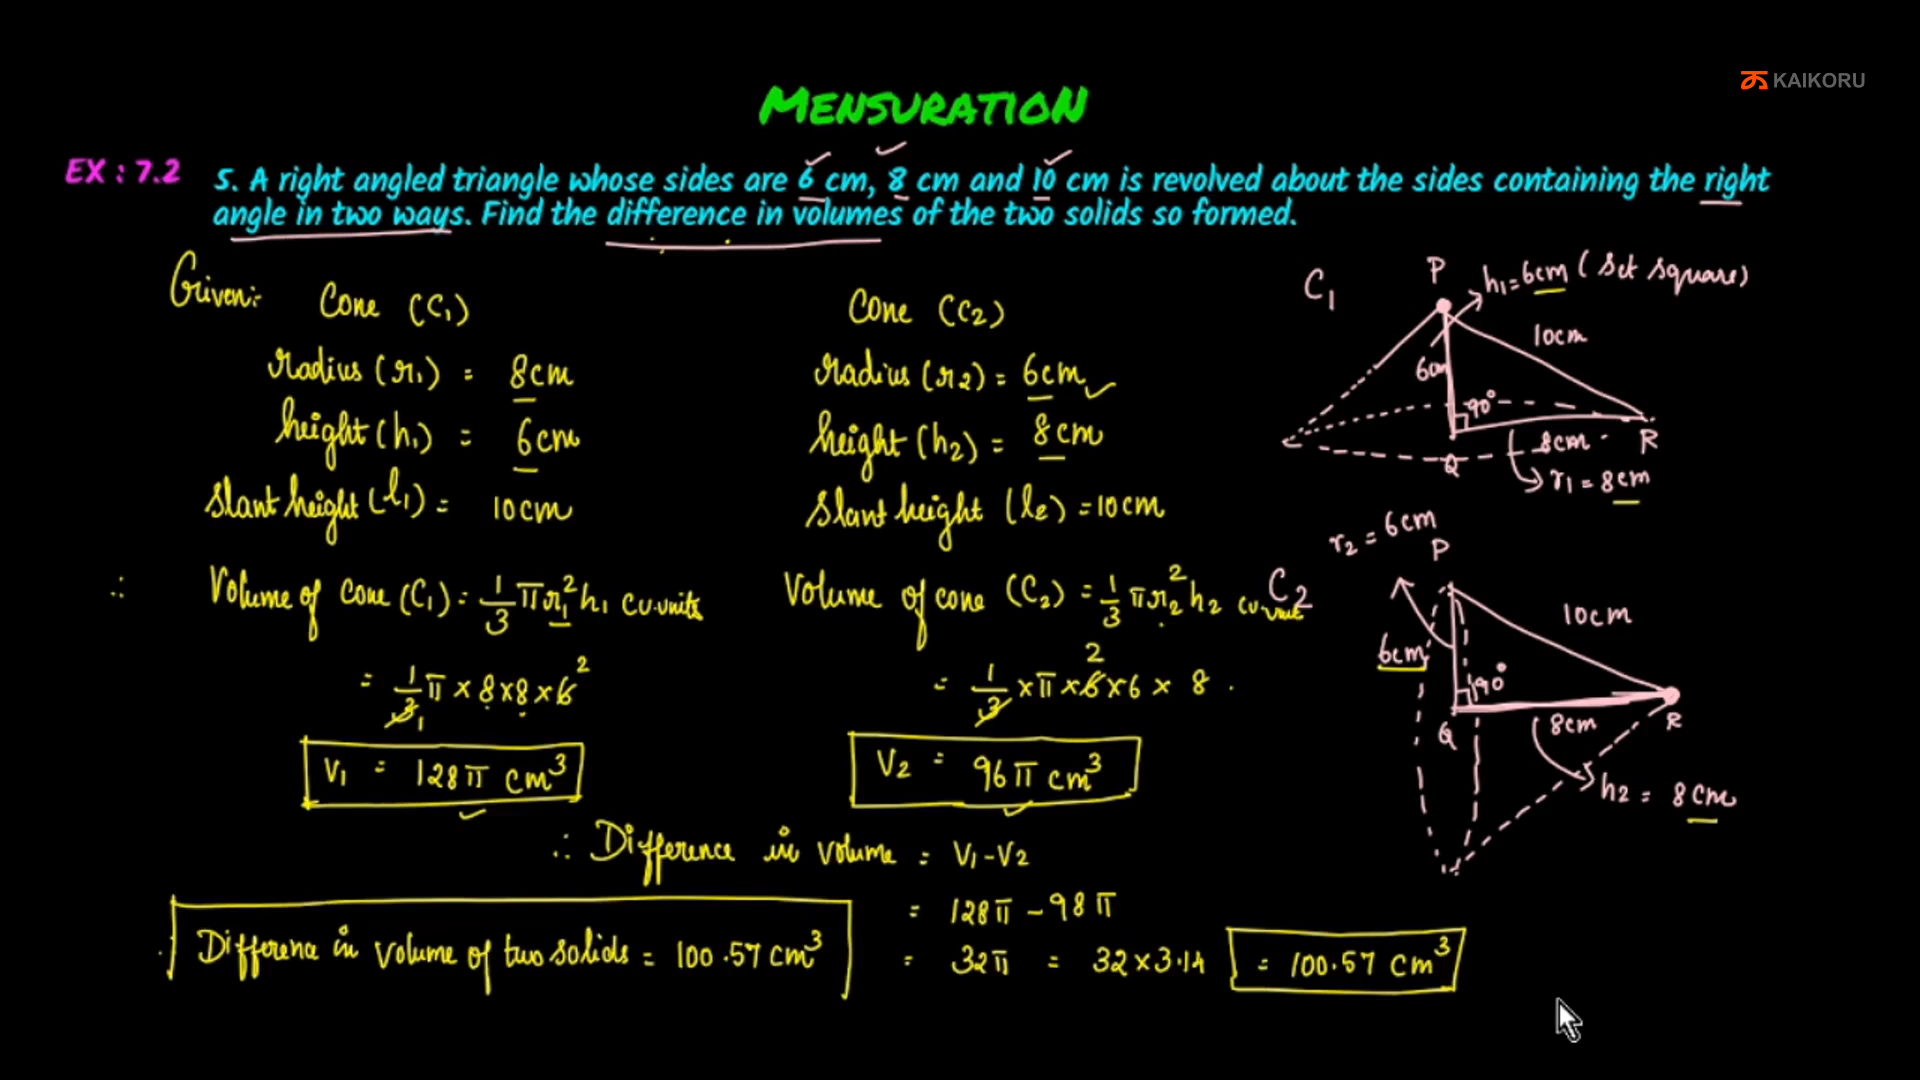 KAIKORU
MENSURATION
EX : 7.2
5. A right angled triangle whose sides are 6 cm, 8 cm and 10 cm is revolved about the sides containing the right
angle in two ways. Find the difference in volumes of the two solids so formed.
Given:-
Cone (C₁)
radius (r₁) = 8cm
height (h₁) = 6cm
Slant height (l₁) = 10cm
∴ Volume of cone (C₁) = 1/3 πr₁²h₁ cu.units
= 1/3 π × 8 × 8 × 6 2
1
V₁ = 128π cm³
Cone (C₂)
radius (r₂) = 6cm
height (h₂) = 8cm
Slant height (l₂) = 10cm
Volume of cone (C₂) = 1/3 πr₂²h₂ cu.unit
2
= 1/3 × π × 6 × 6 × 8
V₂ = 96π cm³
∴ Difference in volume = V₁ - V₂
= 128π - 98π
= 32π = 32 × 3.14 = 100.57 cm³
Difference in volume of two solids = 100.57 cm³
C₁
P
h₁ = 6cm (set square)
10cm
6cm
90°
8cm
R
Q
r₁ = 8cm
r₂ = 6cm
P
C₂
10cm
6cm
90°
Q
8cm
R
h₂ = 8cm